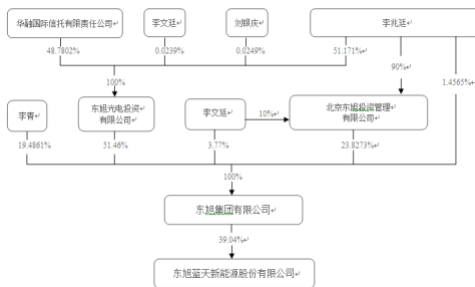 华融国际信托有限责任公司
李文廷
刘银庆
李兆廷
48.7802%
0.0239%
0.0249%
51.171%
100%
90%
1.4565%
李青
东旭光电投资
有限公司
李文廷
10%
北京东旭投资管理
有限公司
19.4861%
51.46%
3.77%
23.8273%
100%
东旭集团有限公司
39.04%
东旭蓝天新能源股份有限公司